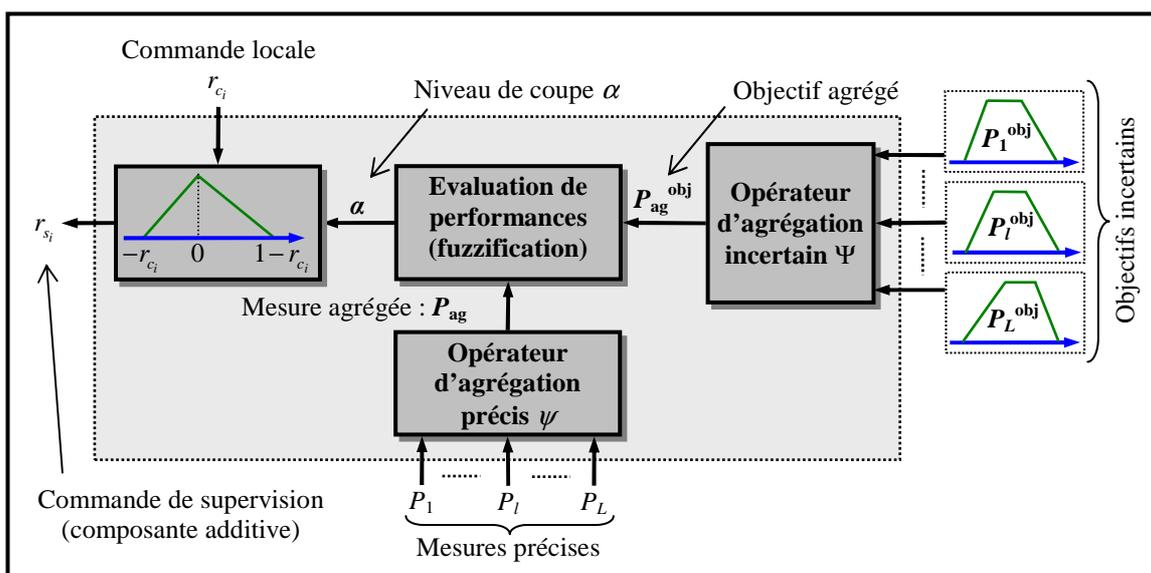 Commande locale
r_{c_i}
Niveau de coupe α
Objectif agrégé
−r_{c_i} 0 1−r_{c_i}
r_{s_i}
α
Evaluation de
performances
(fuzzification)
P_ag^obj
Opérateur
d'agrégation
incertain Ψ
P_1^obj
P_l^obj
P_L^obj
Objectifs incertains
Mesure agrégée : P_ag
Opérateur
d'agrégation
précis ψ
P_1 P_l P_L
Mesures précises
Commande de supervision
(composante additive)